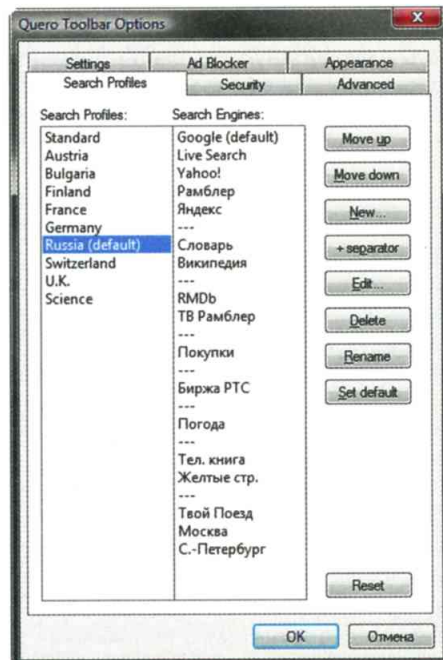 Quero Toolbar Options
Settings
Ad Blocker
Appearance
Search Profiles
Security
Advanced
Search Profiles:
Standard
Austria
Bulgaria
Finland
France
Germany
Russia (default)
Switzerland
U.K.
Science
Search Engines:
Google (default)
Live Search
Yahoo!
Рамблер
Яндекс
---
Словарь
Википедия
---
RMDb
ТВ Рамблер
---
Покупки
---
Биржа РТС
---
Погода
---
Тел. книга
Желтые стр.
---
Твой Поезд
Москва
С.-Петербург
Move up
Move down
New...
+ separator
Edit...
Delete
Rename
Set default
Reset
OK
Отмена